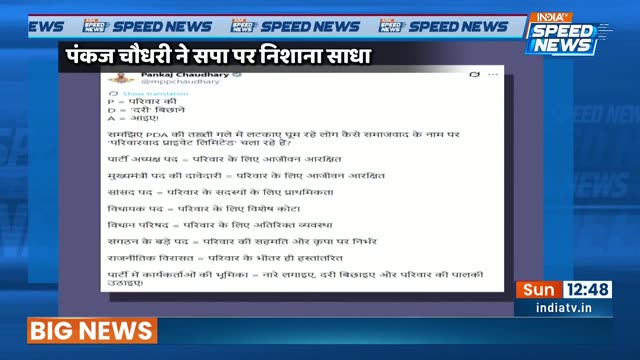 SPEED NEWS
SPEED NEWS
SPEED NEWS
INDIA TV
SPEED
NEWS
पंकज चौधरी ने सपा पर निशाना साधा
Pankaj Chaudhary
@mppchaudhary
Show translation
P = परिवार की
D = 'दरी' बिछाने
A = आइए!
समझिए PDA की तख़्ती गले में लटकाए घूम रहे लोग कैसे समाजवाद के नाम पर
'परिवारवाद प्राइवेट लिमिटेड' चला रहे हैं?
पार्टी अध्यक्ष पद = परिवार के लिए आजीवन आरक्षित
मुख्यमंत्री पद की दावेदारी = परिवार के लिए आजीवन आरक्षित
सांसद पद = परिवार के सदस्यों के लिए प्राथमिकता
विधायक पद = परिवार के लिए विशेष कोटा
विधान परिषद = परिवार के लिए अतिरिक्त व्यवस्था
संगठन के बड़े पद = परिवार की सहमति और कृपा पर निर्भर
राजनीतिक विरासत = परिवार के भीतर ही हस्तांतरित
पार्टी में कार्यकर्ताओं की भूमिका = नारे लगाइए, दरी बिछाइए और परिवार की पालकी
उठाइए!
Sun 12:48
indiatv.in
BIG NEWS